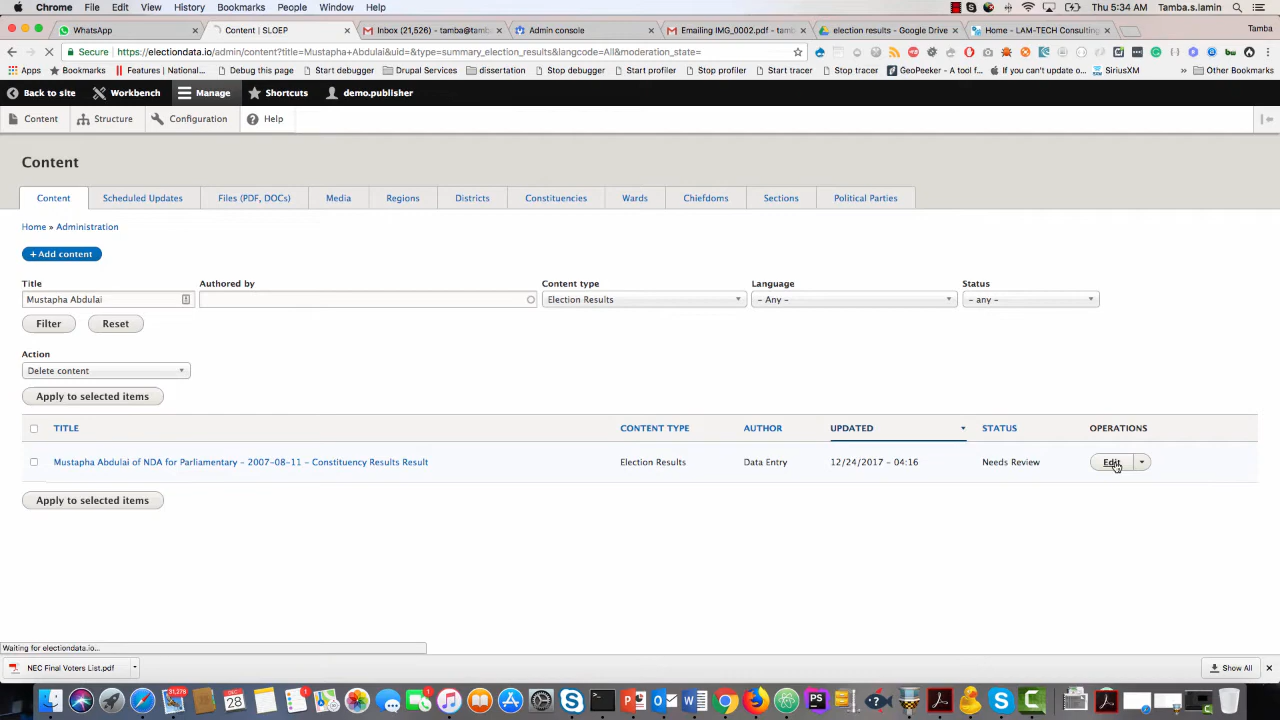 Chrome File Edit View History Bookmarks People Window Help Thu 5:34 AM Tamba.s.lamin
WhatsApp Content | SLOEP Inbox (21,526) - tamba@tamb Admin console Emailing IMG_0002.pdf - tamb election results - Google Drive Home - LAM-TECH Consulting Tamba
Secure https://electiondata.io/admin/content?title=Mustapha+Abdulai&uid=&type=summary_election_results&langcode=All&moderation_state=
Apps Bookmarks Features | National... Debug this page Start debugger Drupal Services dissertation Stop debugger Start profiler Stop profiler Start tracer Stop tracer GeoPeeker - A tool f... If you can't update o... SiriusXM Other Bookmarks
Back to site Workbench Manage Shortcuts demo.publisher
Content Structure Configuration Help
Content
Content Scheduled Updates Files (PDF, DOCs) Media Regions Districts Constituencies Wards Chiefdoms Sections Political Parties
Home » Administration
+ Add content
Title Authored by Content type Language Status
Mustapha Abdulai Election Results - Any - - any -
Filter Reset
Action
Delete content
Apply to selected items
TITLE CONTENT TYPE AUTHOR UPDATED STATUS OPERATIONS
Mustapha Abdulai of NDA for Parliamentary - 2007-08-11 - Constituency Results Result Election Results Data Entry 12/24/2017 - 04:16 Needs Review Edit
Apply to selected items
Waiting for electiondata.io...
NEC Final Voters List.pdf Show All
31,278 DEC 28 1 1